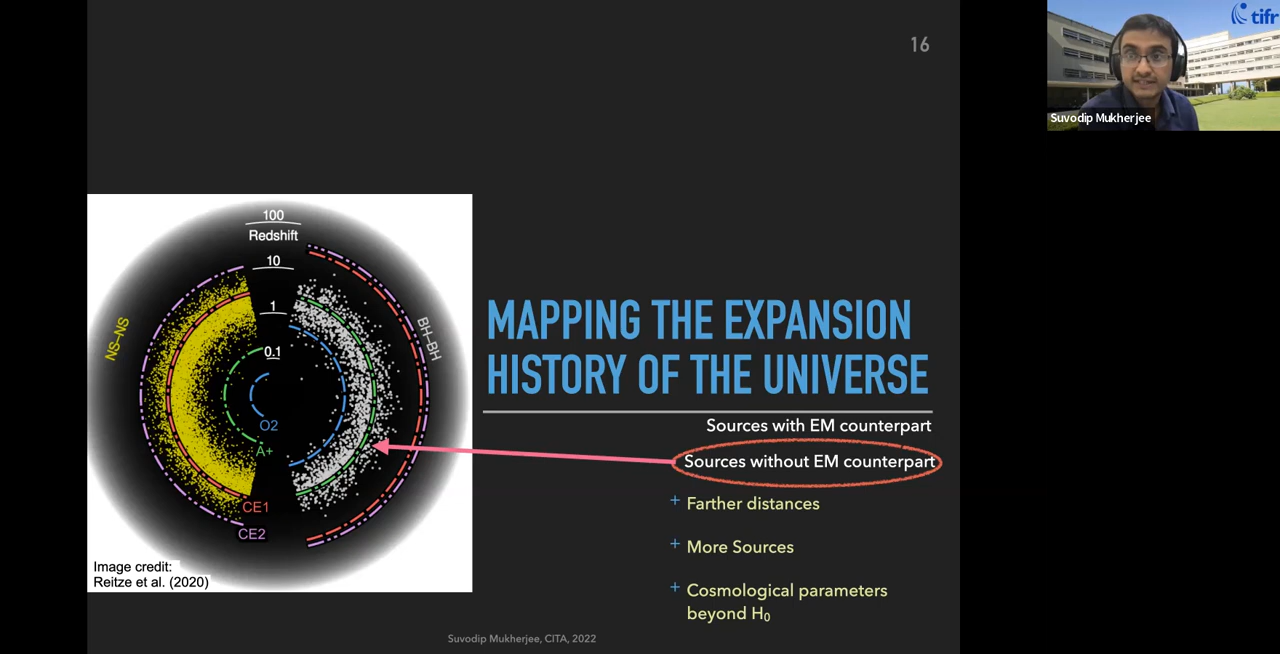 16
tifr
Suvodip Mukherjee
100
Redshift
10
1
0.1
NS–NS
BH–BH
O2
A+
CE1
CE2
Image credit:
Reitze et al. (2020)
MAPPING THE EXPANSION
HISTORY OF THE UNIVERSE
Sources with EM counterpart
Sources without EM counterpart
+ Farther distances
+ More Sources
+ Cosmological parameters
beyond H₀
Suvodip Mukherjee, CITA, 2022